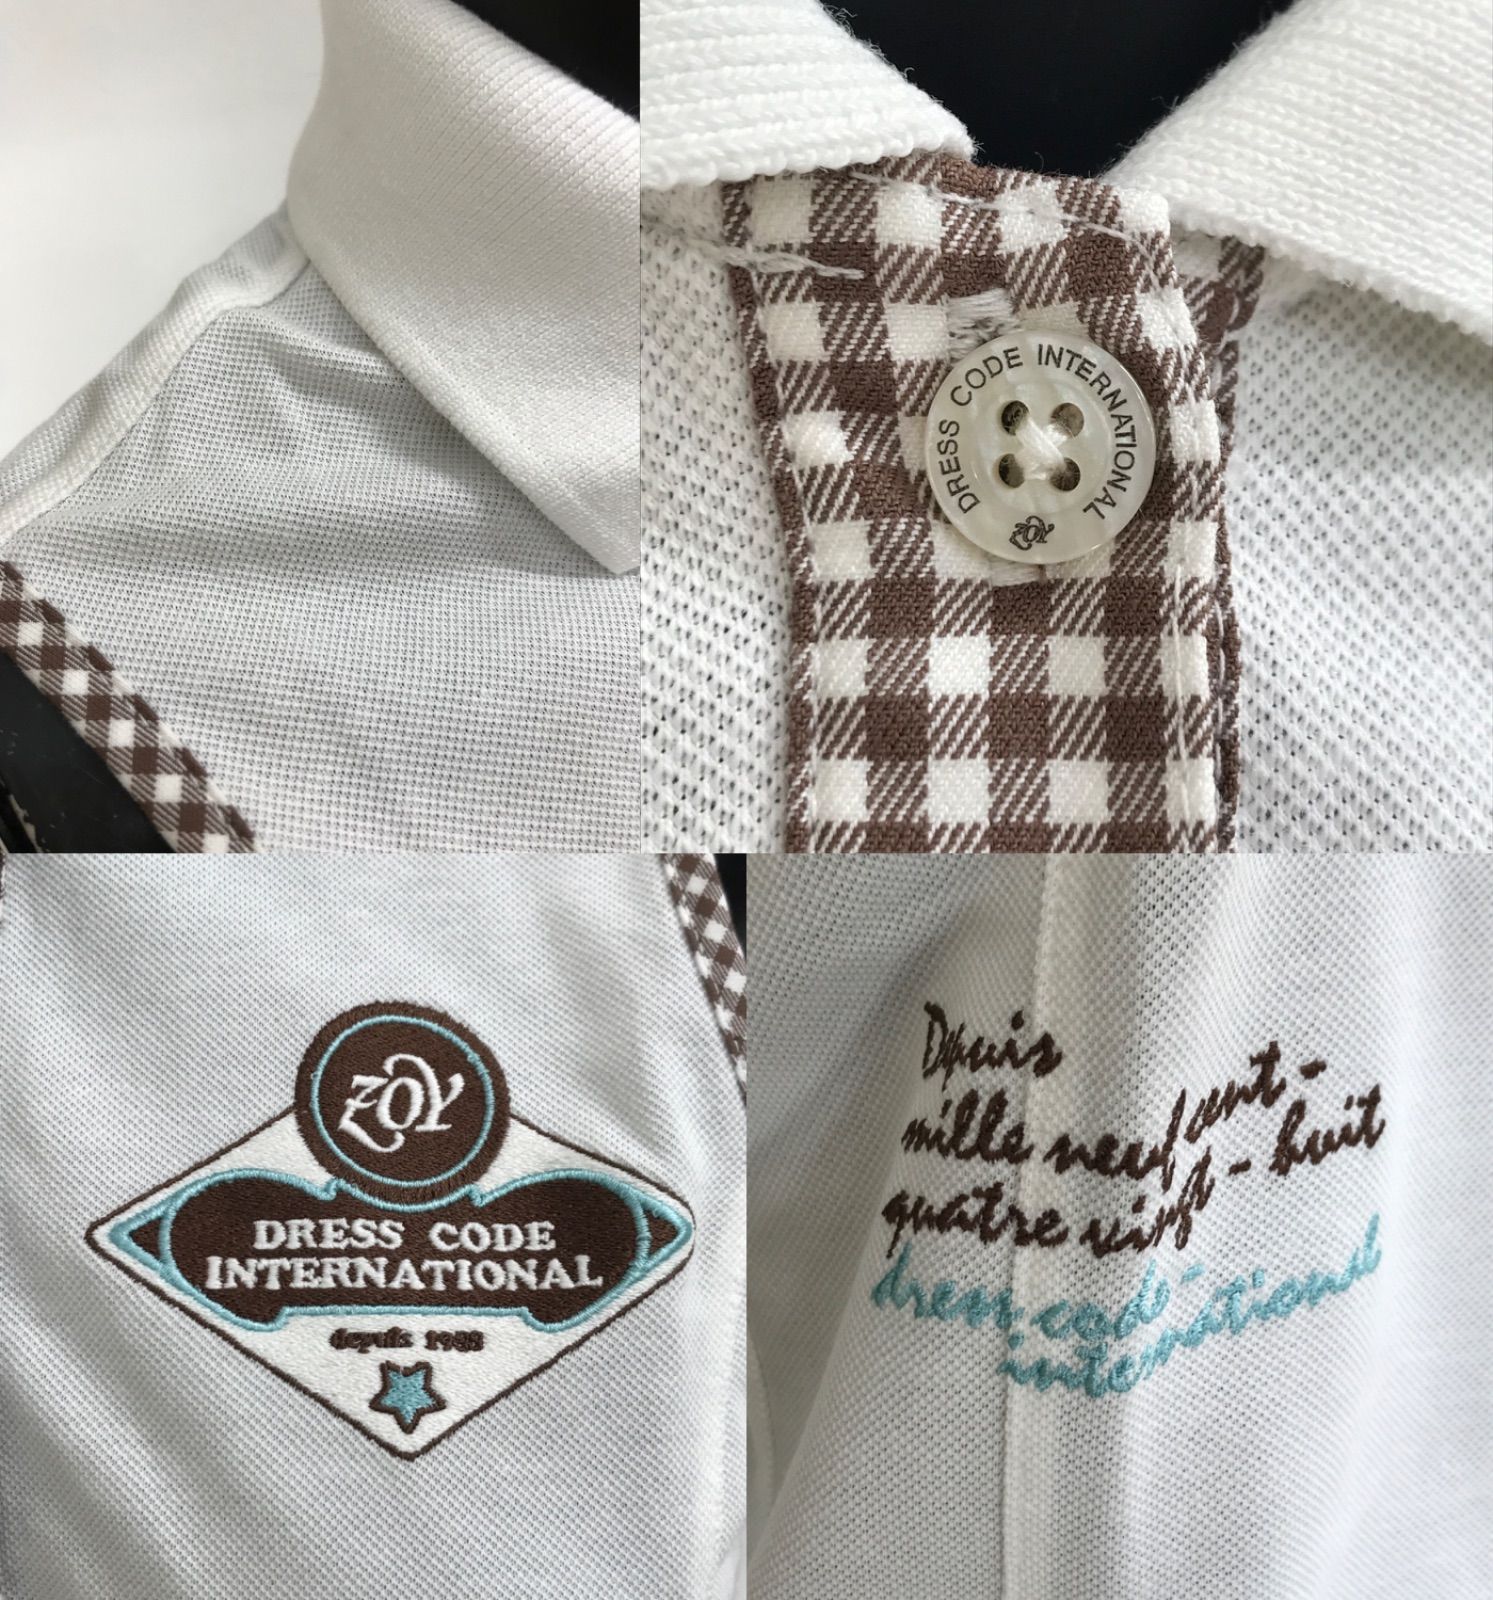 DRESS CODE INTERNATIONAL
ZOY
ZOY
DRESS CODE
INTERNATIONAL
depuis 1988
Depuis
mille neuf cent-
quatre vingt-huit
dress code-
international